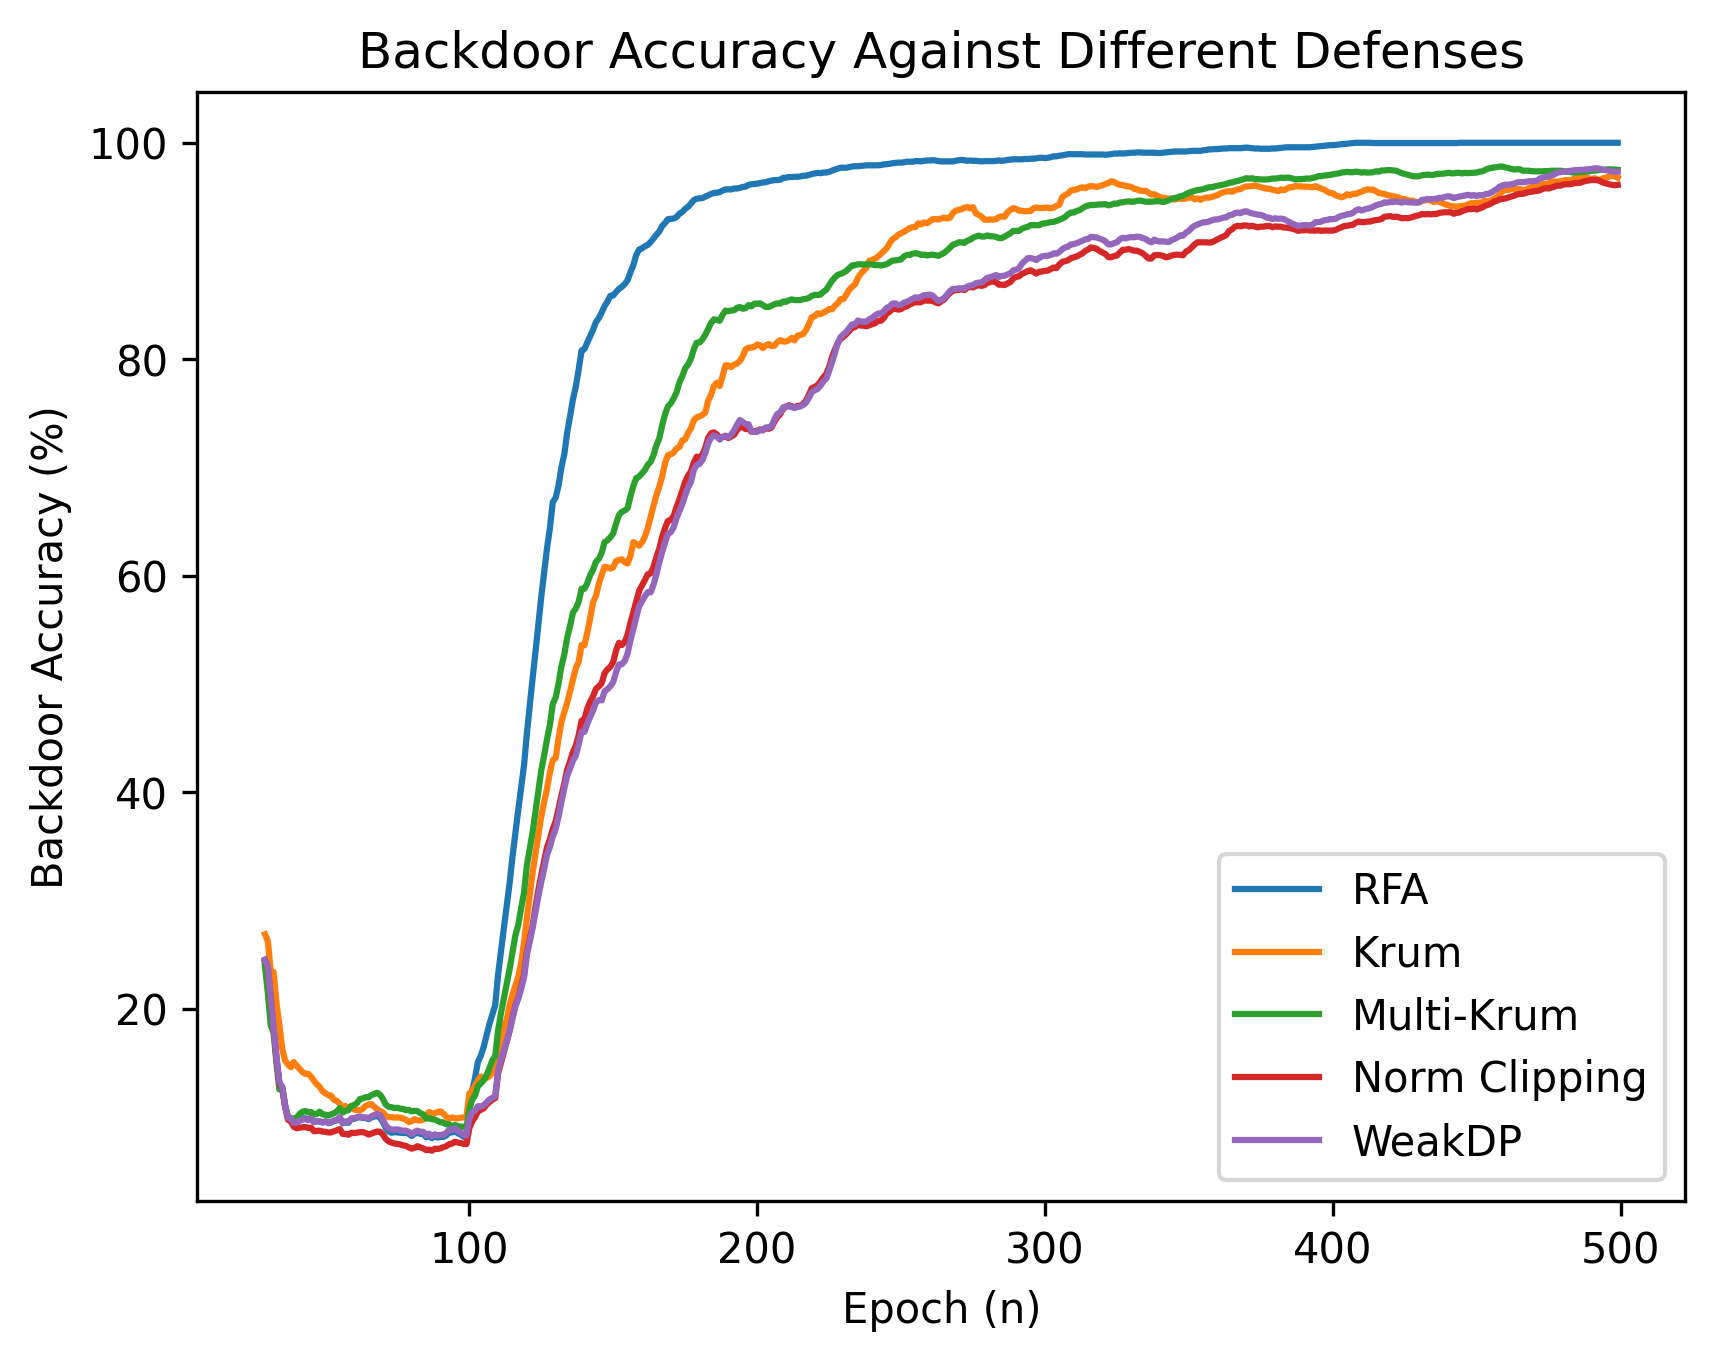 Backdoor Accuracy Against Different Defenses
Backdoor Accuracy (%)
100
80
60
40
20
RFA
Krum
Multi-Krum
Norm Clipping
WeakDP
100 200 300 400 500
Epoch (n)